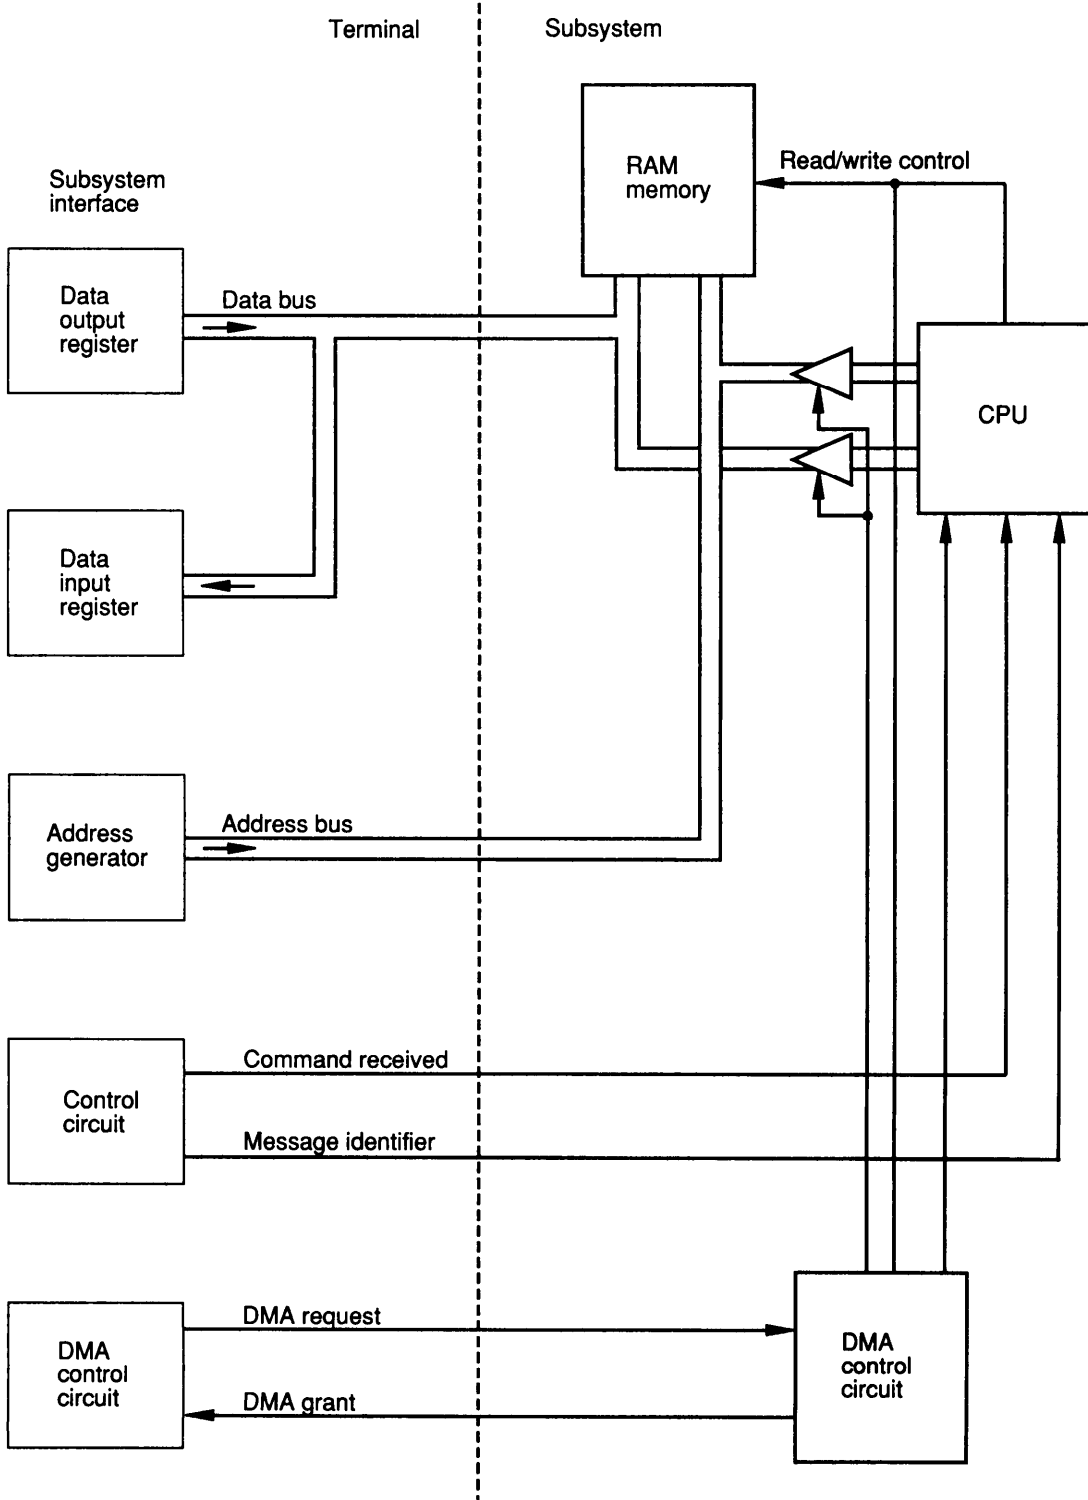 Terminal
Subsystem
RAM
memory
Read/write control
Subsystem
interface
Data
output
register
Data bus
CPU
Data
input
register
Address
generator
Address bus
Control
circuit
Command received
Message identifier
DMA
control
circuit
DMA request
DMA grant
DMA
control
circuit